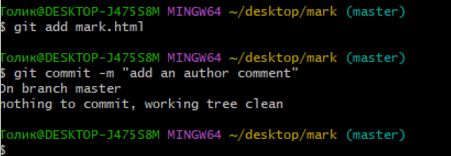 Толик@DESKTOP-J475S8M MINGW64 ~/desktop/mark (master)
$ git add mark.html
Толик@DESKTOP-J475S8M MINGW64 ~/desktop/mark (master)
$ git commit -m "add an author comment"
On branch master
nothing to commit, working tree clean
Толик@DESKTOP-J475S8M MINGW64 ~/desktop/mark (master)
$